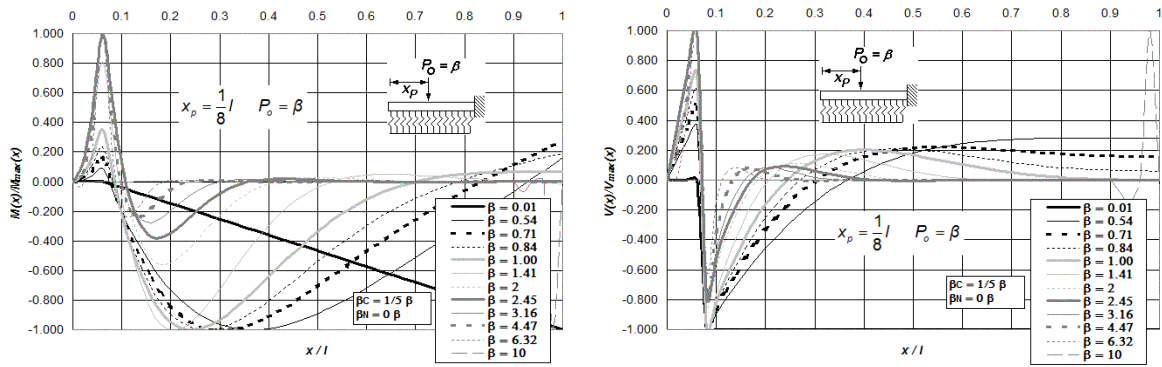 0 0.1 0.2 0.3 0.4 0.5 0.6 0.7 0.8 0.9 1
1.000
0.800
0.600
0.400
0.200
0.000
-0.200
-0.400
-0.600
-0.800
-1.000
M(x)/Mmax(x)
x / l
Po = β
xP
xp = 1/8 l Po = β
βC = 1/5 β
βN = 0 β
β = 0.01
β = 0.54
β = 0.71
β = 0.84
β = 1.00
β = 1.41
β = 2
β = 2.45
β = 3.16
β = 4.47
β = 6.32
β = 10
0 0.1 0.2 0.3 0.4 0.5 0.6 0.7 0.8 0.9 1
1.000
0.800
0.600
0.400
0.200
0.000
-0.200
-0.400
-0.600
-0.800
-1.000
V(x)/Vmax(x)
x / l
Po = β
xP
xp = 1/8 l Po = β
βC = 1/5 β
βN = 0 β
β = 0.01
β = 0.54
β = 0.71
β = 0.84
β = 1.00
β = 1.41
β = 2
β = 2.45
β = 3.16
β = 4.47
β = 6.32
β = 10